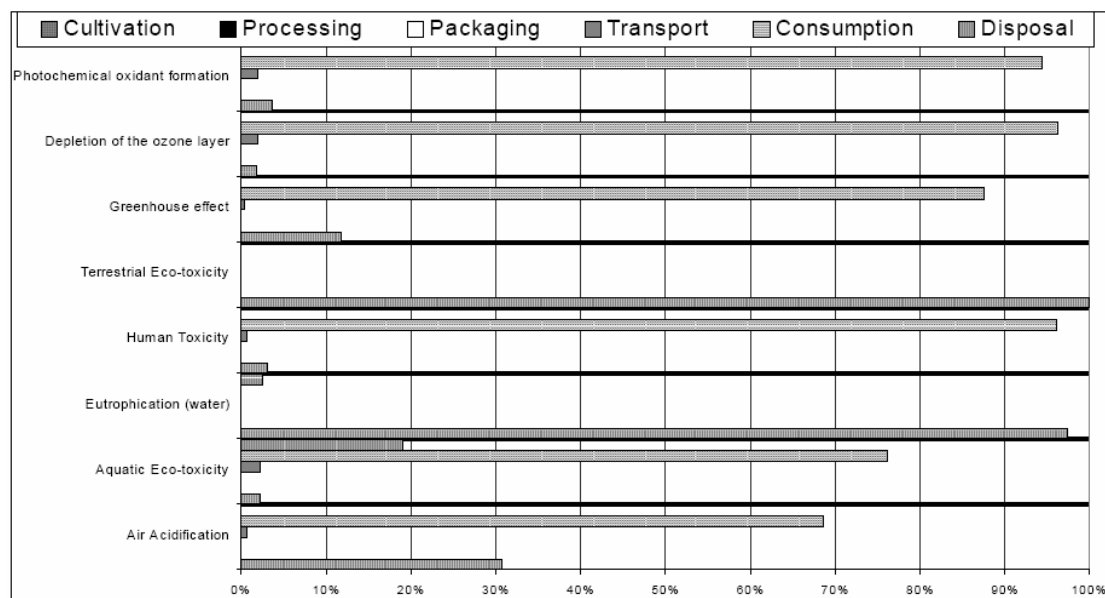 Cultivation Processing Packaging Transport Consumption Disposal
Photochemical oxidant formation
Depletion of the ozone layer
Greenhouse effect
Terrestrial Eco-toxicity
Human Toxicity
Eutrophication (water)
Aquatic Eco-toxicity
Air Acidification
0% 10% 20% 30% 40% 50% 60% 70% 80% 90% 100%